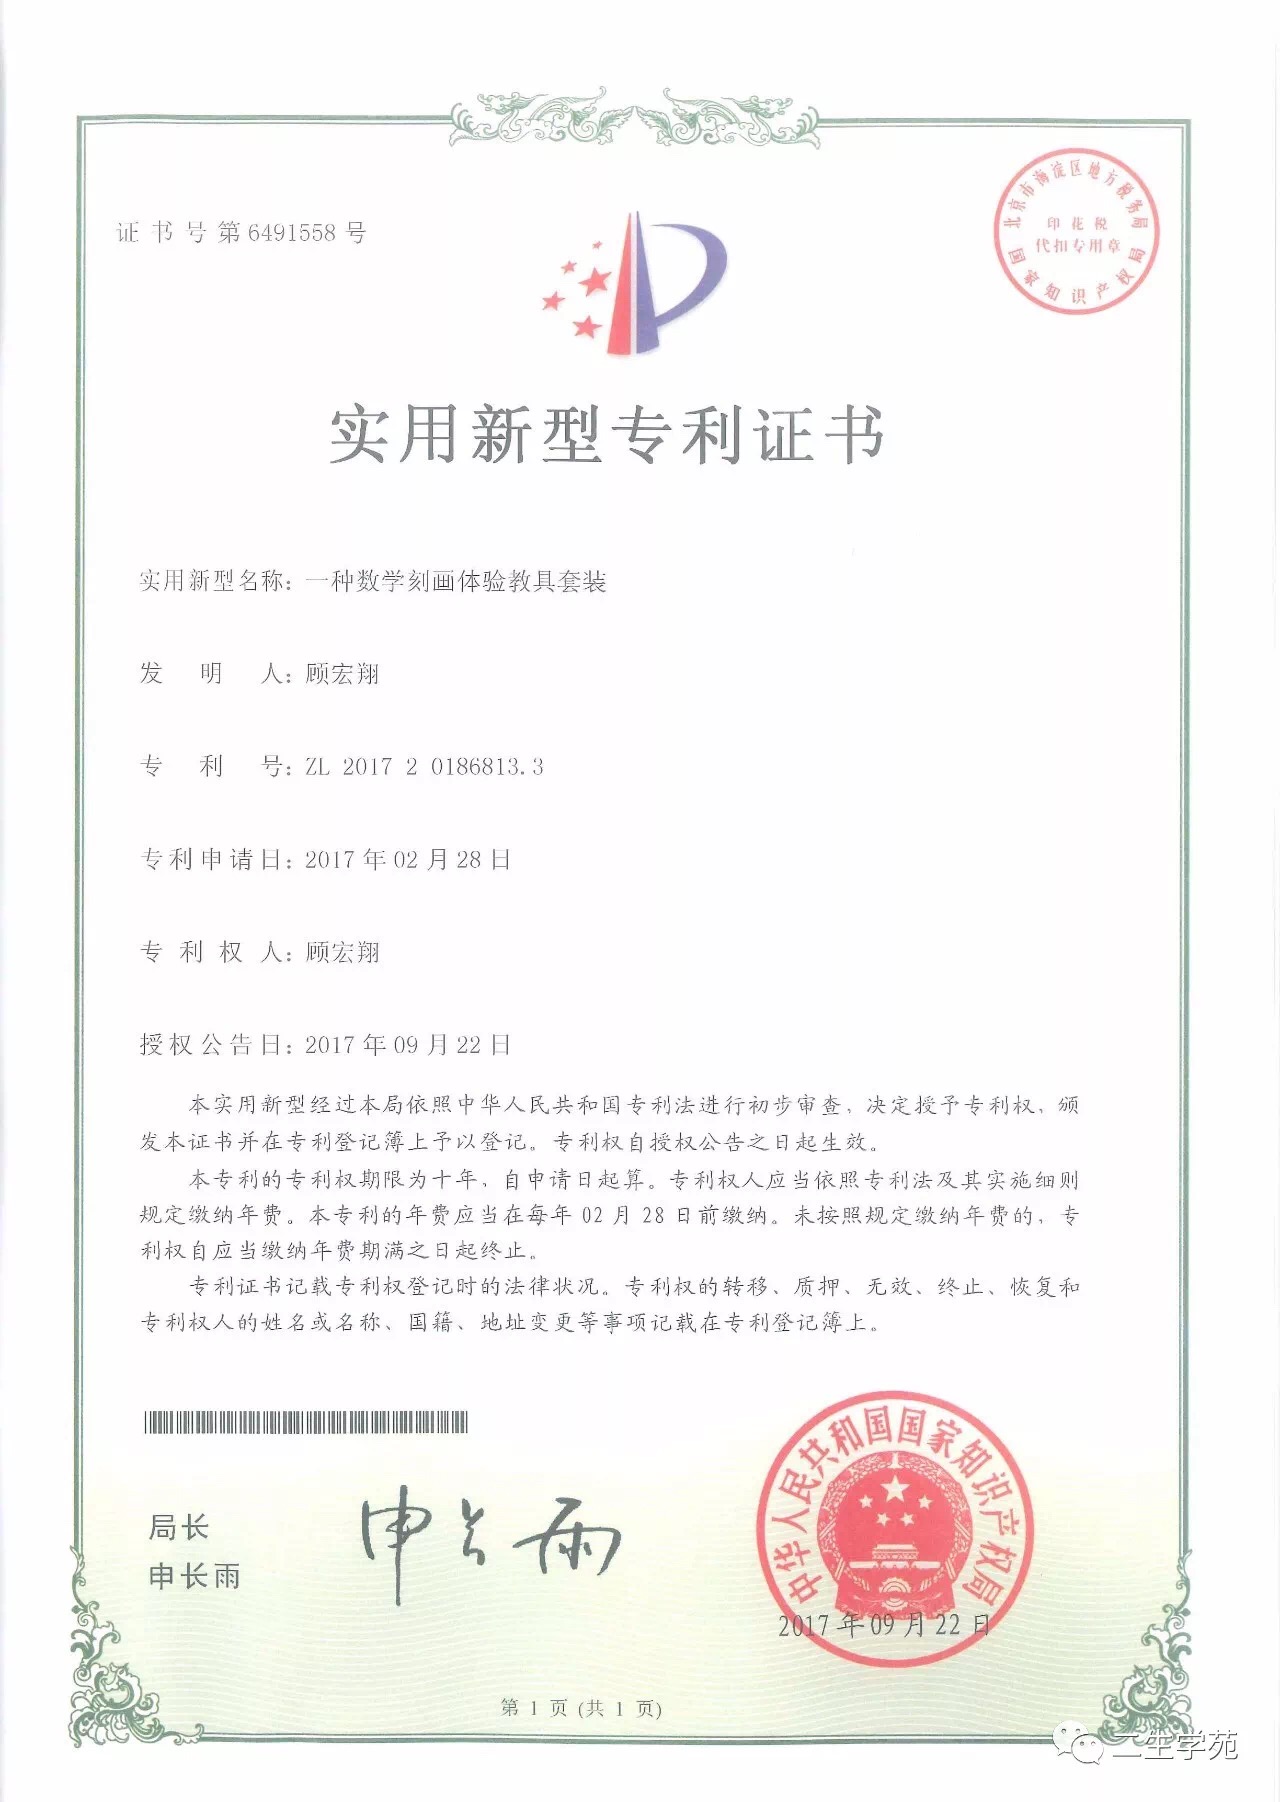 证书号第6491558号
北京市海淀区地方税务局
印花税
代扣专用章
国家知识产权局
实用新型专利证书
实用新型名称：一种数学刻画体验教具套装
发明人：顾宏翔
专利号：ZL 2017 2 0186813.3
专利申请日：2017年02月28日
专利权人：顾宏翔
授权公告日：2017年09月22日
本实用新型经过本局依照中华人民共和国专利法进行初步审查，决定授予专利权，颁
发本证书并在专利登记簿上予以登记。专利权自授权公告之日起生效。
本专利的专利权期限为十年，自申请日起算。专利权人应当依照专利法及其实施细则
规定缴纳年费。本专利的年费应当在每年02月28日前缴纳。未按照规定缴纳年费的，专
利权自应当缴纳年费期满之日起终止。
专利证书记载专利权登记时的法律状况。专利权的转移、质押、无效、终止、恢复和
专利权人的姓名或名称、国籍、地址变更等事项记载在专利登记簿上。
局长
申长雨
申长雨
中华人民共和国国家知识产权局
2017年09月22日
第 1 页 (共 1 页)
二生学苑